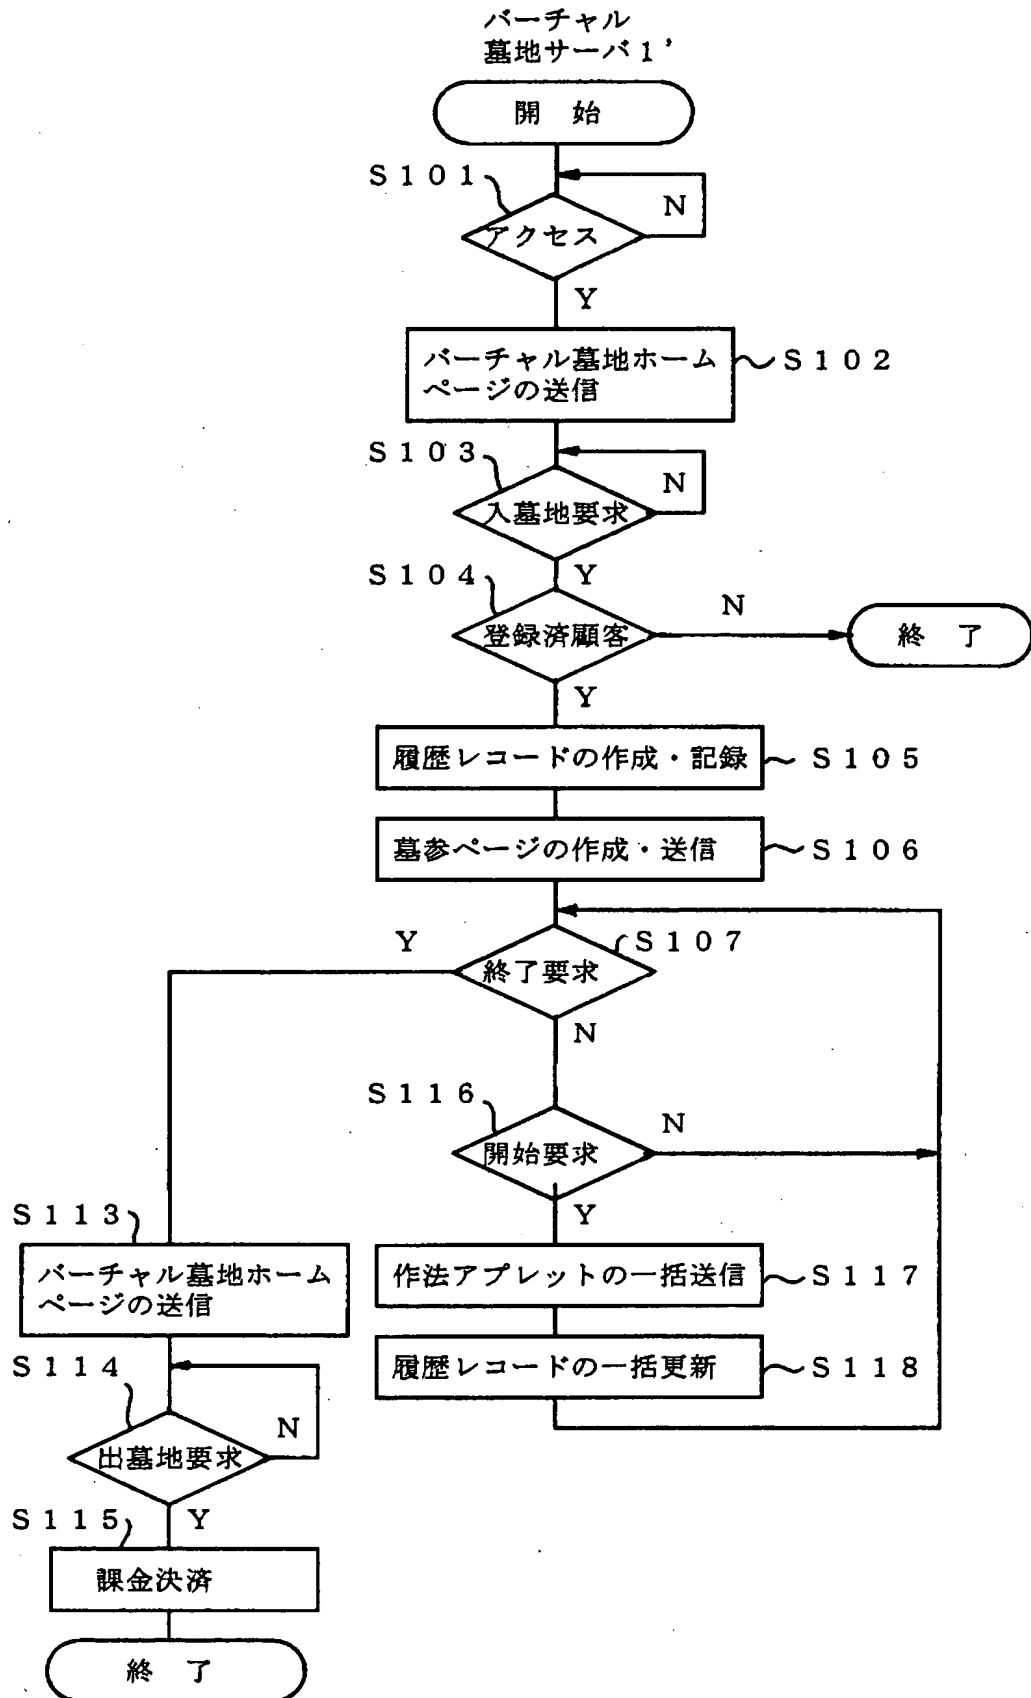 バーチャル
墓地サーバ１’
開　始
Ｓ１０１
アクセス
Ｎ
Ｙ
バーチャル墓地ホーム
ページの送信
Ｓ１０２
Ｓ１０３
入墓地要求
Ｎ
Ｙ
Ｓ１０４
登録済顧客
Ｎ
終　了
Ｙ
履歴レコードの作成・記録
Ｓ１０５
墓参ページの作成・送信
Ｓ１０６
Ｙ
Ｓ１０７
終了要求
Ｎ
Ｓ１１６
開始要求
Ｎ
Ｙ
作法アプレットの一括送信
Ｓ１１７
履歴レコードの一括更新
Ｓ１１８
Ｓ１１３
バーチャル墓地ホーム
ページの送信
Ｓ１１４
出墓地要求
Ｎ
Ｙ
Ｓ１１５
課金決済
終　了